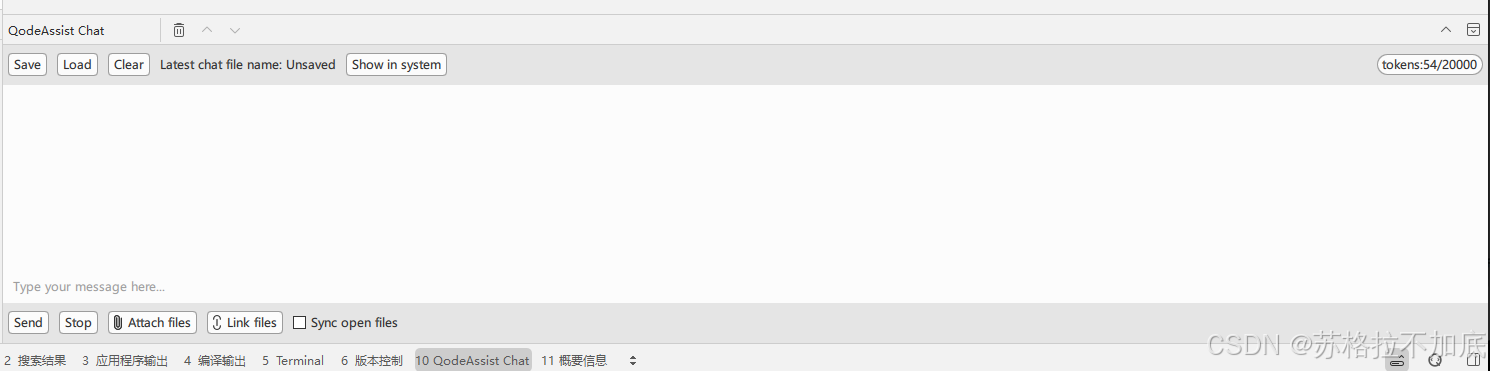 QodeAssist Chat
Save Load Clear Latest chat file name: Unsaved Show in system tokens:54/20000
Type your message here...
Send Stop Attach files Link files Sync open files
2 搜索结果 3 应用程序输出 4 编译输出 5 Terminal 6 版本控制 10 QodeAssist Chat 11 概要信息
CSDN @苏格拉不加底